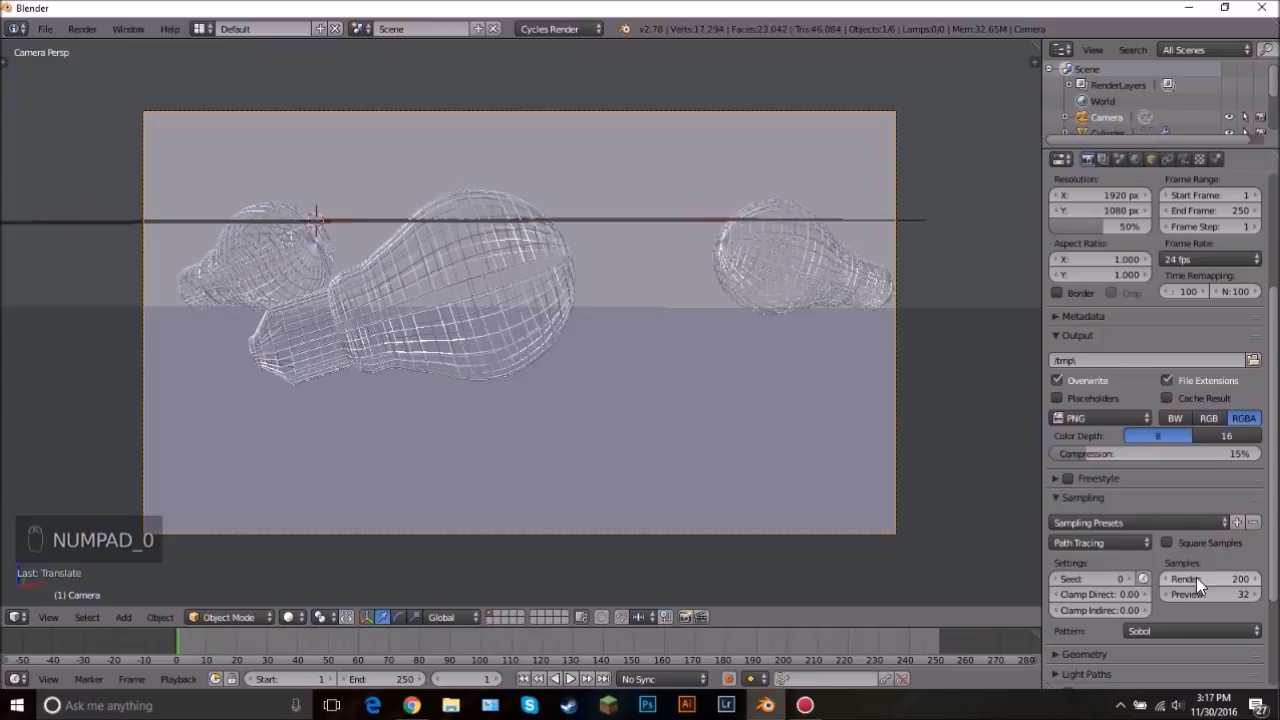 Blender
File Render Window Help Default Scene Cycles Render v2.78 | Verts:17,294 | Faces:23,042 | Tris:46,084 | Objects:1/6 | Lamps:0/0 | Mem:32.65M | Camera
View Search All Scenes
Camera Persp
Scene
RenderLayers
World
Camera
Cylinder
Resolution: Frame Range:
X: 1920 px Start Frame: 1
Y: 1080 px End Frame: 250
50% Frame Step: 1
Aspect Ratio: Frame Rate:
X: 1.000 24 fps
Y: 1.000 Time Remapping:
Border Crop : 100 N:100
Metadata
Output
/tmp\
Overwrite File Extensions
Placeholders Cache Result
PNG BW RGB RGBA
Color Depth: 8 16
Compression: 15%
Freestyle
Sampling
Sampling Presets
Path Tracing Square Samples
Settings: Samples:
Seed: 0 Render: 200
Clamp Direct: 0.00 Preview: 32
Clamp Indirec: 0.00
Pattern: Sobol
Geometry
Light Paths
NUMPAD_0
Last: Translate
(1) Camera
View Select Add Object Object Mode Global
-50 -40 -30 -20 -10 0 10 20 30 40 50 60 70 80 90 100 110 120 130 140 150 160 170 180 190 200 210 220 230 240 250 260 270 280
View Marker Frame Playback Start: 1 End: 250 1 No Sync
Ask me anything
Ps Ai Lr
3:17 PM
11/30/2016
27